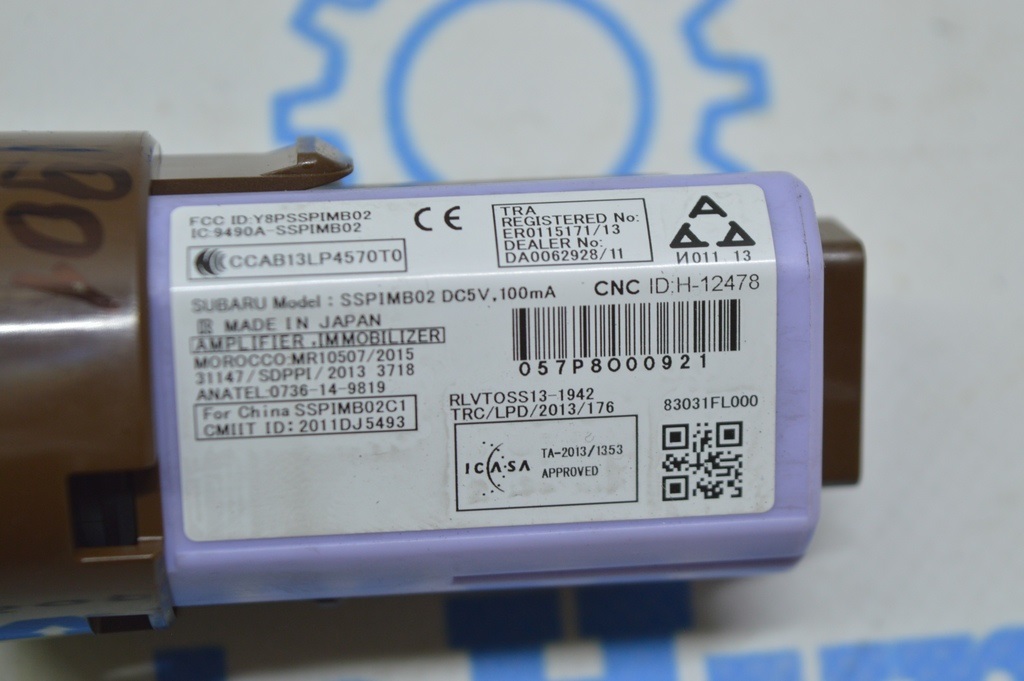 FCC ID:Y8PSSPIMB02
IC:9490A-SSPIMB02
CCAB13LP4570T0
CE
TRA
REGISTERED No:
ER0115171/13
DEALER No:
DA0062928/11
И011 13
SUBARU Model : SSPIMB02 DC5V,100mA
CNC ID:H-12478
R MADE IN JAPAN
AMPLIFIER,IMMOBILIZER
MOROCCO:MR10507/2015
31147/SDPPI/2013 3718
ANATEL:0736-14-9819
For China SSPIMB02C1
CMIIT ID: 2011DJ5493
057P8000921
RLVTOSS13-1942
TRC/LPD/2013/176
ICASA
TA-2013/1353
APPROVED
83031FL000